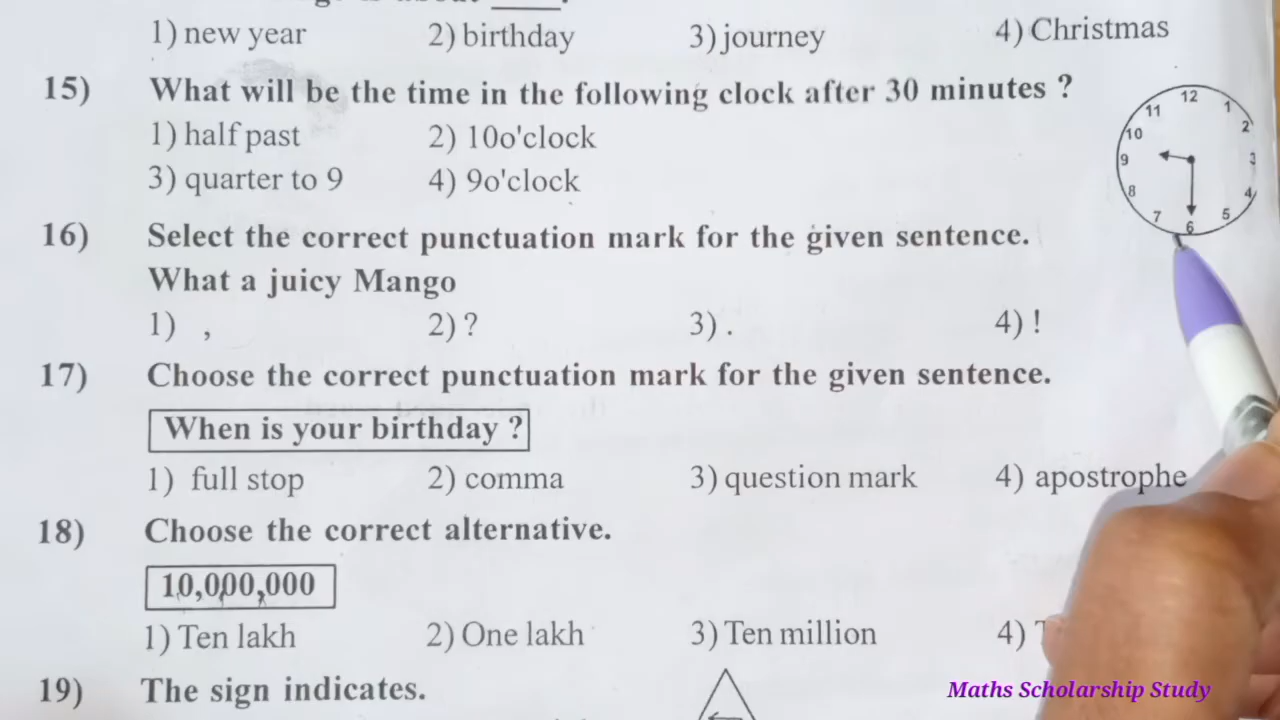 1) new year 2) birthday 3) journey 4) Christmas
15) What will be the time in the following clock after 30 minutes ?
1) half past 2) 10o'clock
3) quarter to 9 4) 9o'clock
12 1 2 3 4 5 6 7 8 9 10 11
16) Select the correct punctuation mark for the given sentence.
What a juicy Mango
1) , 2) ? 3) . 4) !
17) Choose the correct punctuation mark for the given sentence.
When is your birthday ?
1) full stop 2) comma 3) question mark 4) apostrophe
18) Choose the correct alternative.
10,000,000
1) Ten lakh 2) One lakh 3) Ten million 4)
19) The sign indicates.
Maths Scholarship Study